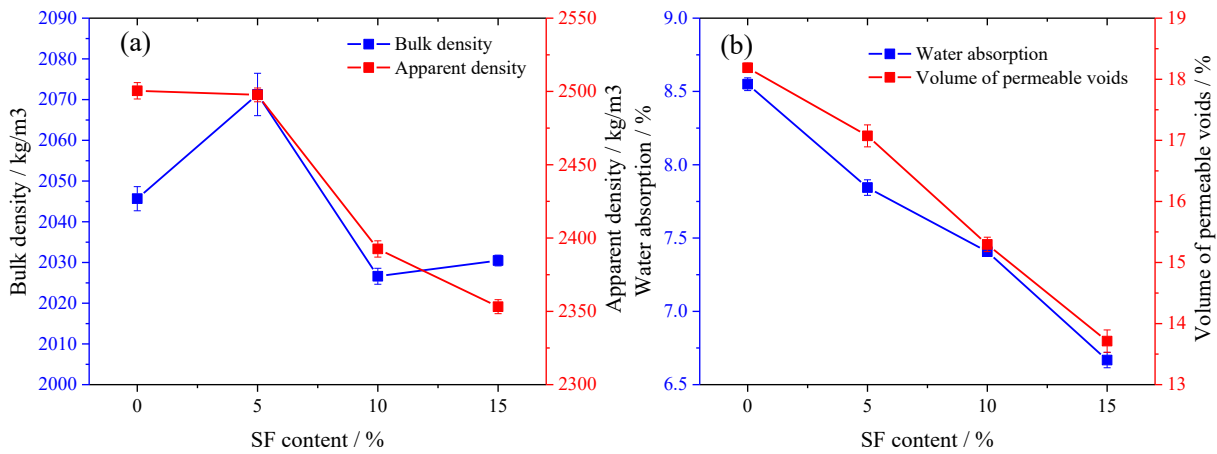 (a)
Bulk density
Apparent density
2090
2080
2070
2060
2050
2040
2030
2020
2010
2000
Bulk density / kg/m3
2550
2500
2450
2400
2350
2300
Apparent density / kg/m3
0 5 10 15
SF content / %
(b)
Water absorption
Volume of permeable voids
9.0
8.5
8.0
7.5
7.0
6.5
Water absorption / %
19
18
17
16
15
14
13
Volume of permeable voids / %
0 5 10 15
SF content / %